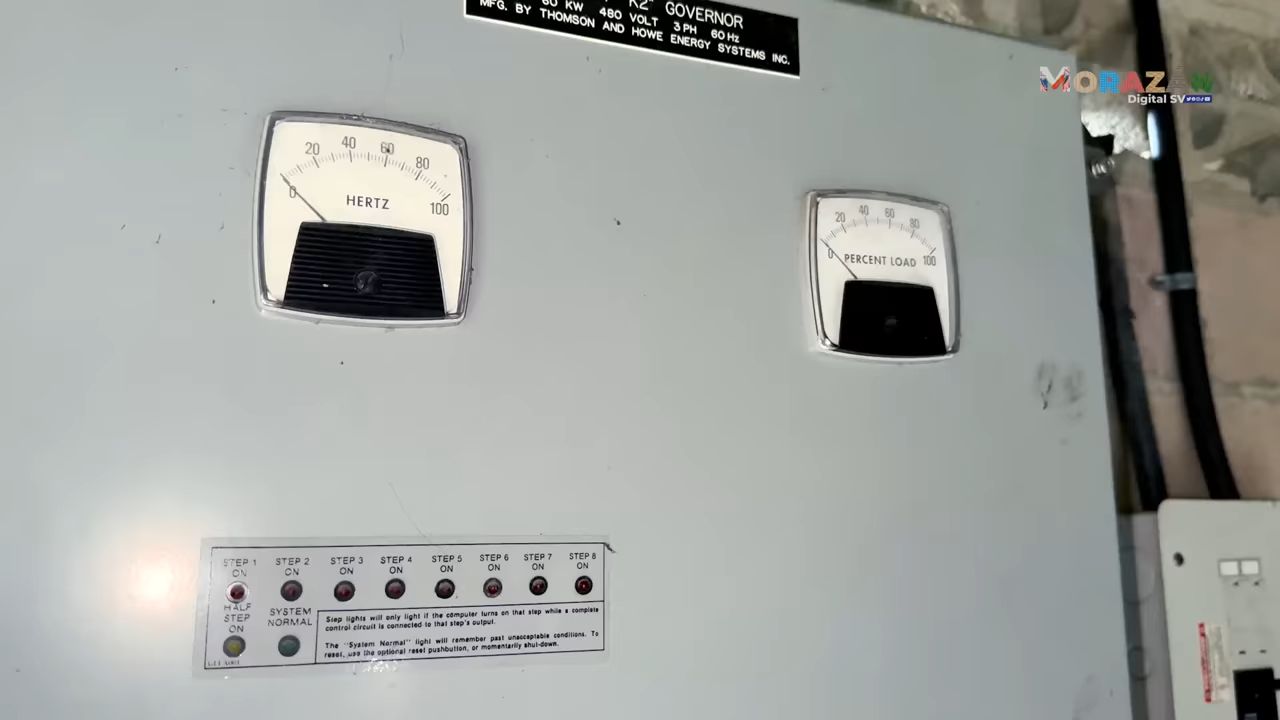 K2" GOVERNOR
60 KW 480 VOLT 3 PH 60 Hz
MFG. BY THOMSON AND HOWE ENERGY SYSTEMS INC.
MORAZÁN
Digital SV
0 20 40 60 80 100
HERTZ
0 20 40 60 80 100
PERCENT LOAD
STEP 1 ON
STEP 2 ON
STEP 3 ON
STEP 4 ON
STEP 5 ON
STEP 6 ON
STEP 7 ON
STEP 8 ON
HALF STEP ON
SYSTEM NORMAL
Step lights will only light if the computer turns on that step while a complete
control circuit is connected to that step's output.
The "System Normal" light will remember past unacceptable conditions. To
reset, use the optional reset pushbutton, or momentarily shut-down.